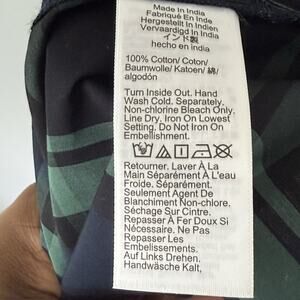 Made In India
Fabriqué En Inde
Hergestellt In Indien
Vervaardigd In India
インド製
hecho en india
100% Cotton/ Coton/
Baumwolle/ Katoen/ 綿/
algodón
Turn Inside Out. Hand
Wash Cold. Separately.
Non-chlorine Bleach Only.
Line Dry. Iron On Lowest
Setting. Do Not Iron On
Embellishment.
Retourner. Laver À La
Main Séparément À L'eau
Froide. Séparément.
Seulement Agent De
Blanchiment Non-chlore.
Séchage Sur Cintre.
Repasser À Fer Doux Si
Nécessaire. Ne Pas
Repasser Les
Embellissements.
Auf Links Drehen.
Handwäsche Kalt,